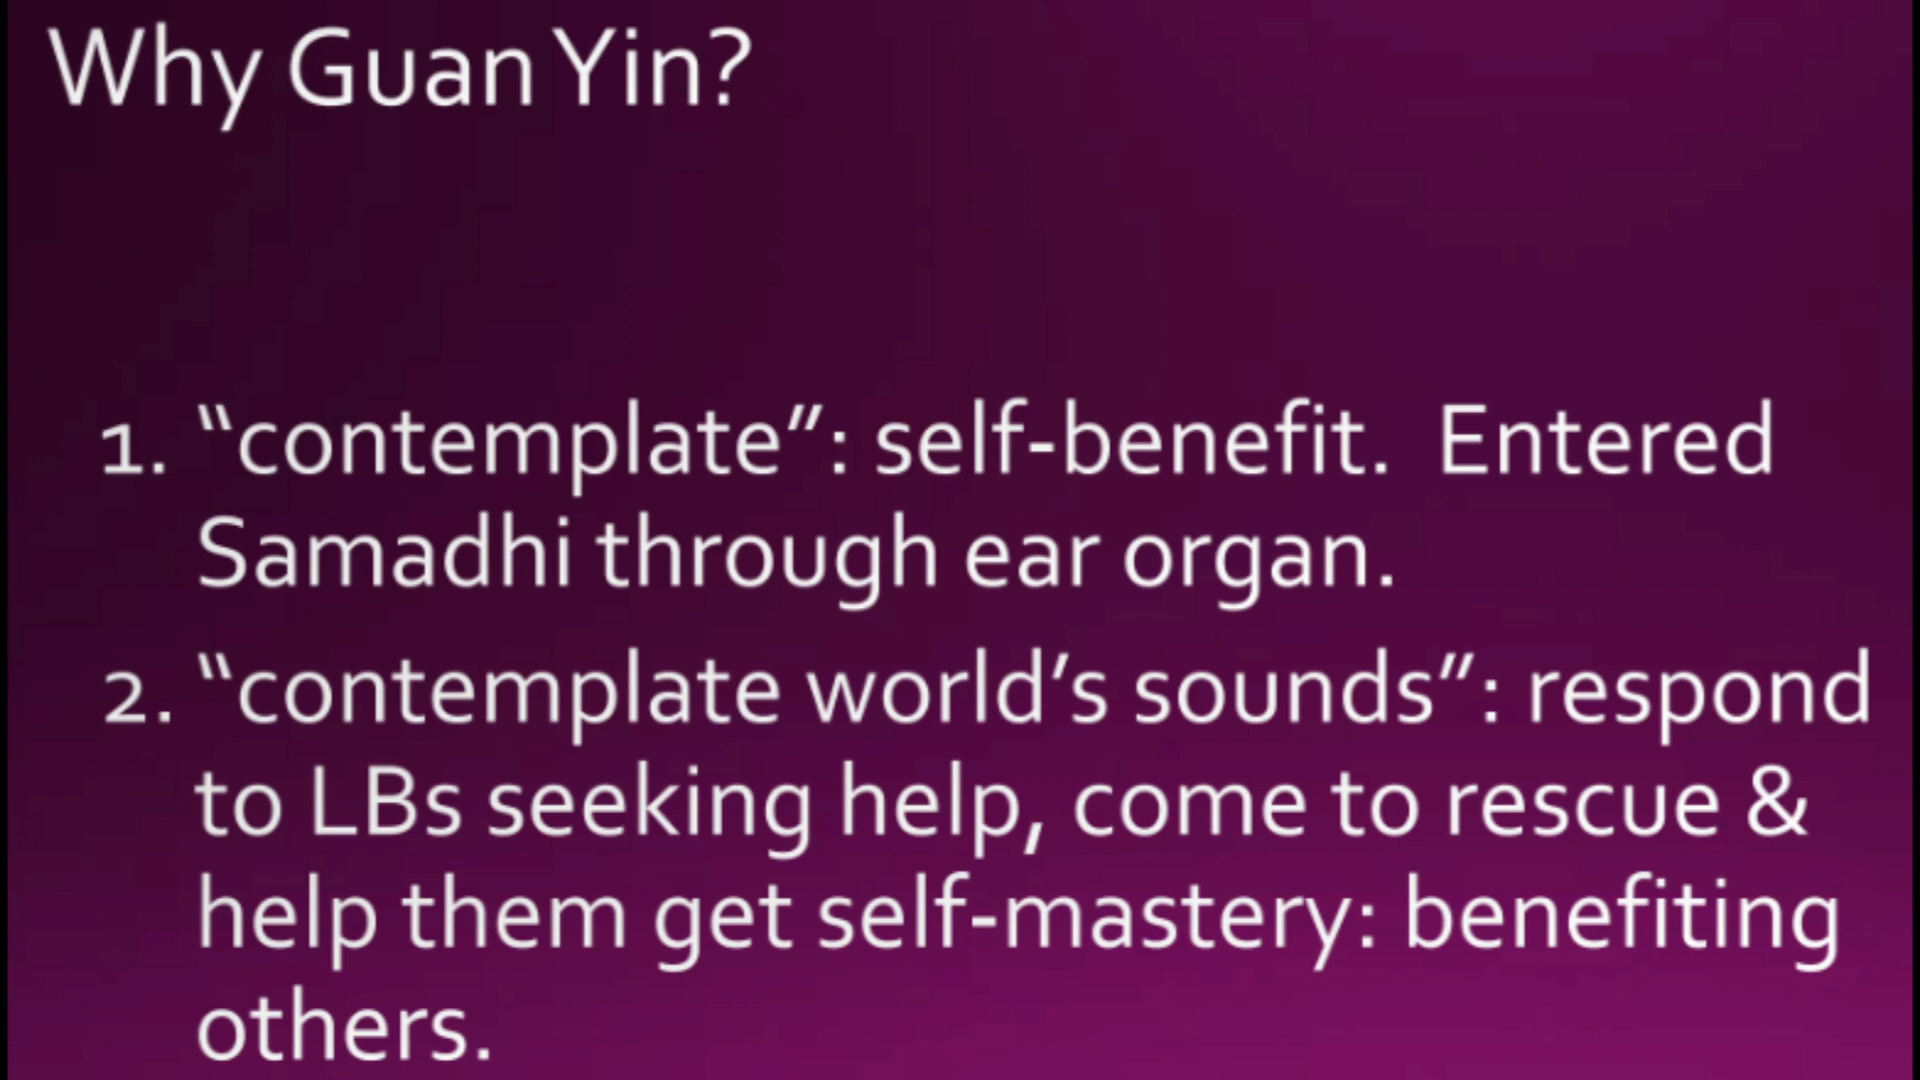 Why Guan Yin?
1. “contemplate”: self-benefit.  Entered
Samadhi through ear organ.
2. “contemplate world’s sounds”: respond
to LBs seeking help, come to rescue &
help them get self-mastery: benefiting
others.